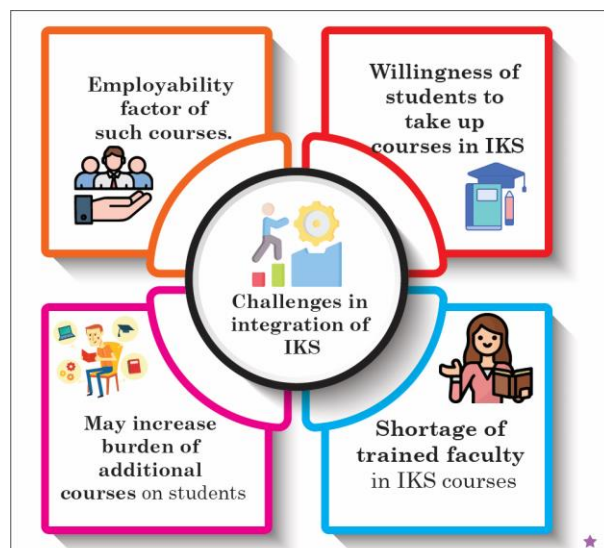 Employability
factor of
such courses.
Willingness of
students to
take up
courses in IKS
Challenges in
integration of
IKS
May increase
burden of
additional
courses on students
Shortage of
trained faculty
in IKS courses